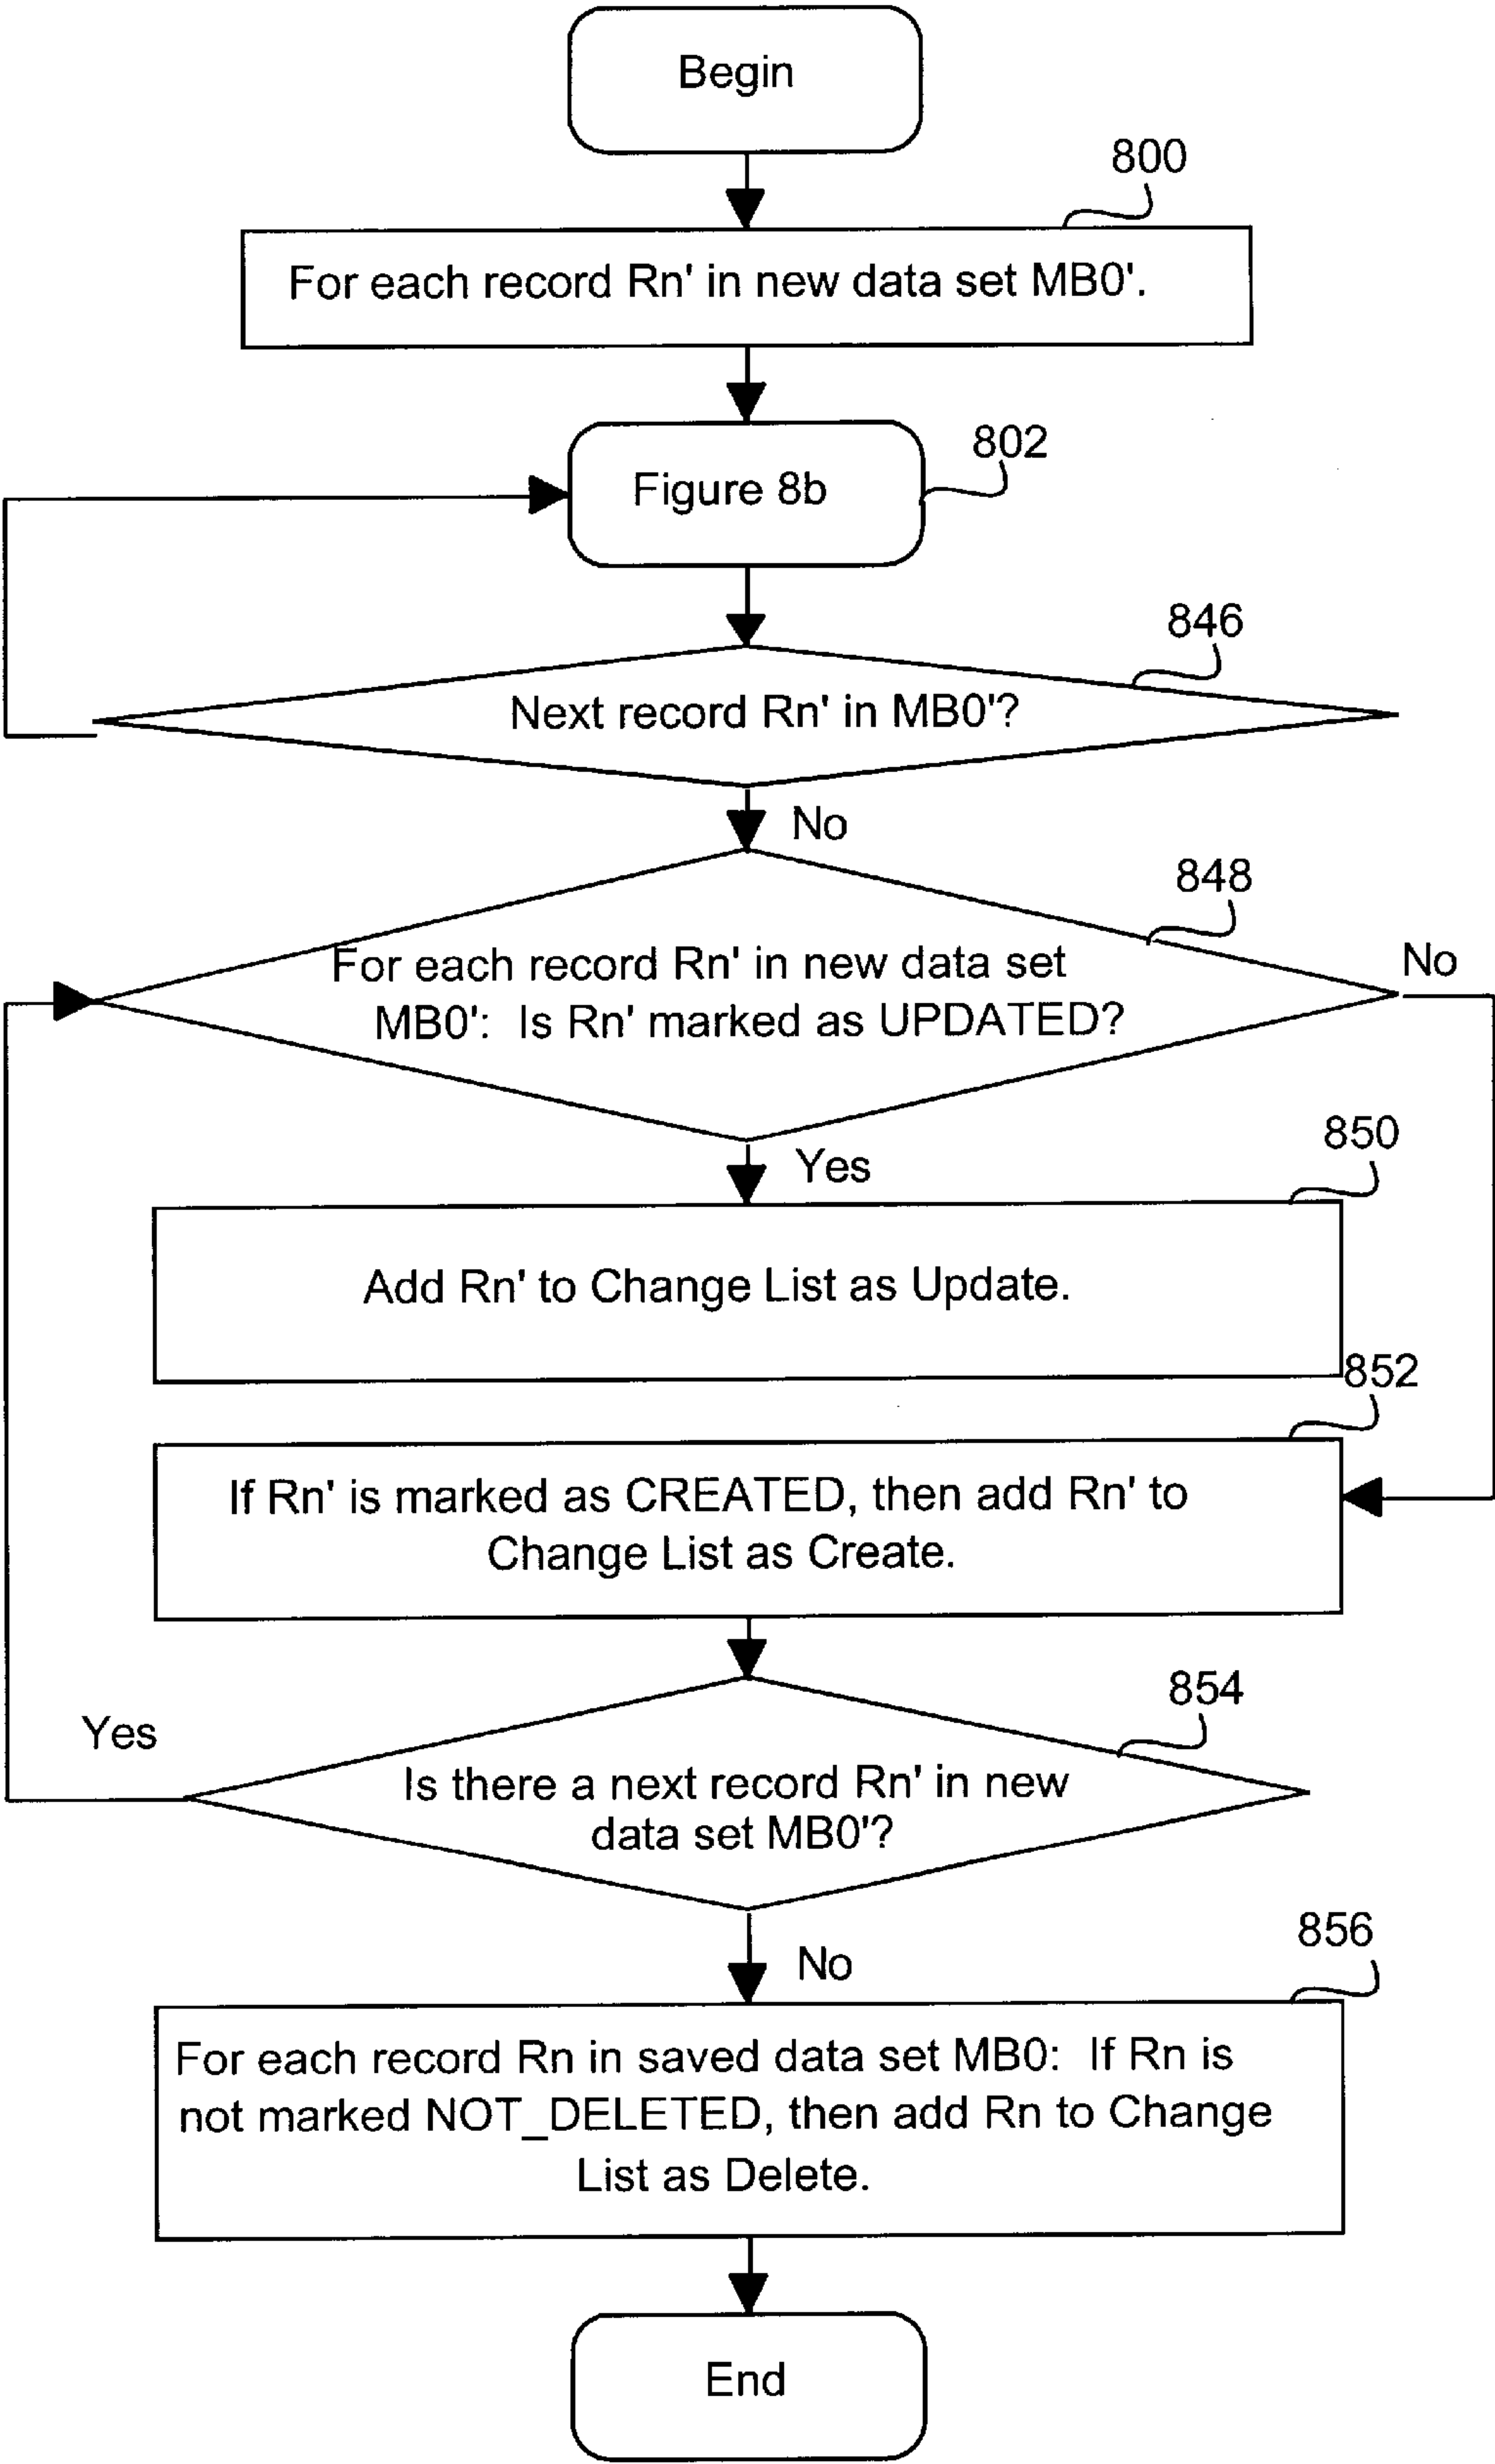 Begin
800
For each record Rn' in new data set MB0'.
802
Figure 8b
846
Next record Rn' in MB0'?
No
848
For each record Rn' in new data set
MB0': Is Rn' marked as UPDATED?
No
Yes
850
Add Rn' to Change List as Update.
852
If Rn' is marked as CREATED, then add Rn' to
Change List as Create.
854
Yes
Is there a next record Rn' in new
data set MB0'?
No
856
For each record Rn in saved data set MB0: If Rn is
not marked NOT_DELETED, then add Rn to Change
List as Delete.
End